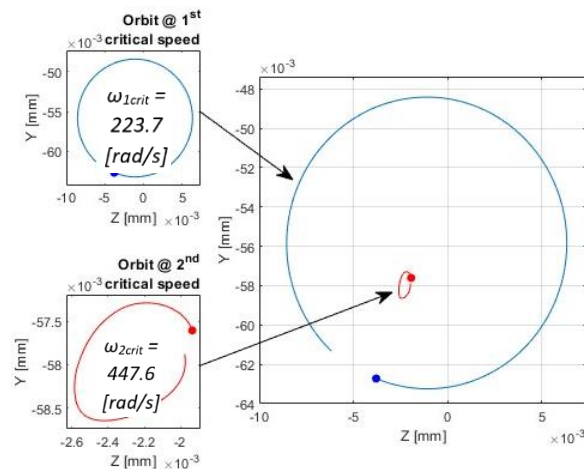 Orbit @ 1st
critical speed
×10-3
-50
-55
-60
Y [mm]
ω1crit =
223.7
[rad/s]
-10
-5
0
5
Z [mm]
×10-3
Orbit @ 2nd
critical speed
×10-3
-57.5
-58
-58.5
Y [mm]
ω2crit =
447.6
[rad/s]
-2.6
-2.4
-2.2
-2
Z [mm]
×10-3
×10-3
-48
-50
-52
-54
-56
-58
-60
-62
-64
Y [mm]
-10
-5
0
5
Z [mm]
×10-3